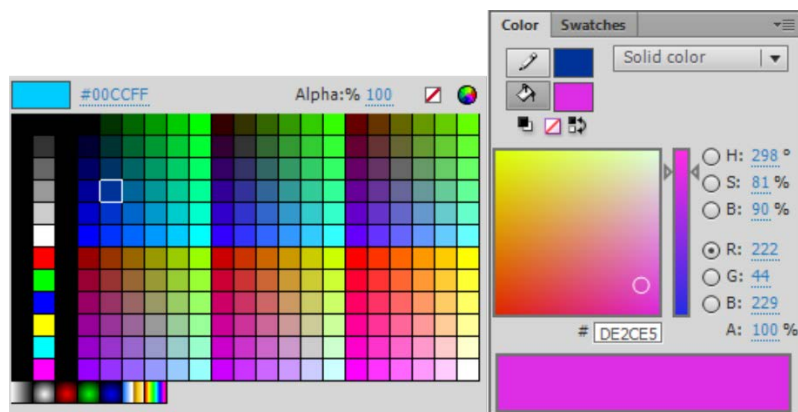 #00CCFF Alpha:% 100
Color Swatches
Solid color
H: 298 °
S: 81 %
B: 90 %
R: 222
G: 44
B: 229
# DE2CE5 A: 100 %